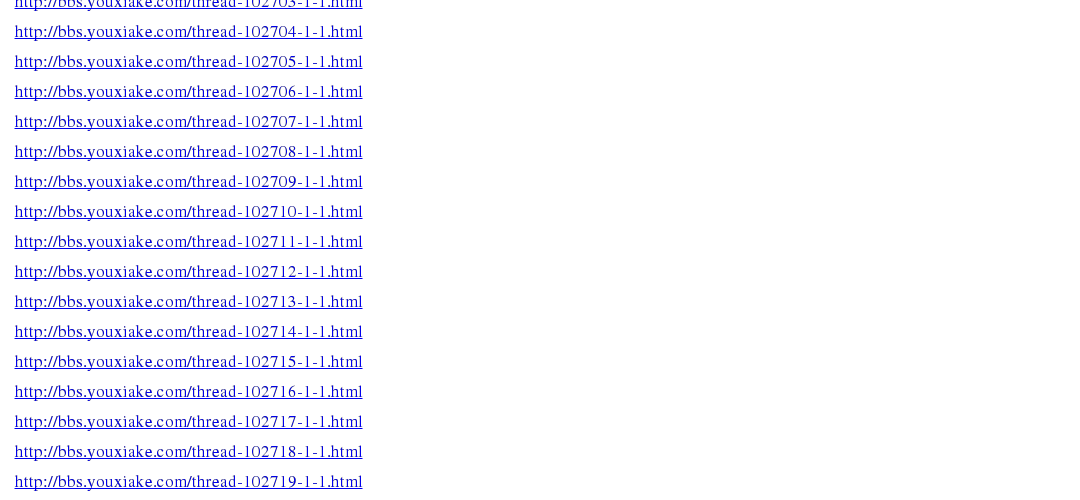 http://bbs.youxiake.com/thread-102703-1-1.html
http://bbs.youxiake.com/thread-102704-1-1.html
http://bbs.youxiake.com/thread-102705-1-1.html
http://bbs.youxiake.com/thread-102706-1-1.html
http://bbs.youxiake.com/thread-102707-1-1.html
http://bbs.youxiake.com/thread-102708-1-1.html
http://bbs.youxiake.com/thread-102709-1-1.html
http://bbs.youxiake.com/thread-102710-1-1.html
http://bbs.youxiake.com/thread-102711-1-1.html
http://bbs.youxiake.com/thread-102712-1-1.html
http://bbs.youxiake.com/thread-102713-1-1.html
http://bbs.youxiake.com/thread-102714-1-1.html
http://bbs.youxiake.com/thread-102715-1-1.html
http://bbs.youxiake.com/thread-102716-1-1.html
http://bbs.youxiake.com/thread-102717-1-1.html
http://bbs.youxiake.com/thread-102718-1-1.html
http://bbs.youxiake.com/thread-102719-1-1.html